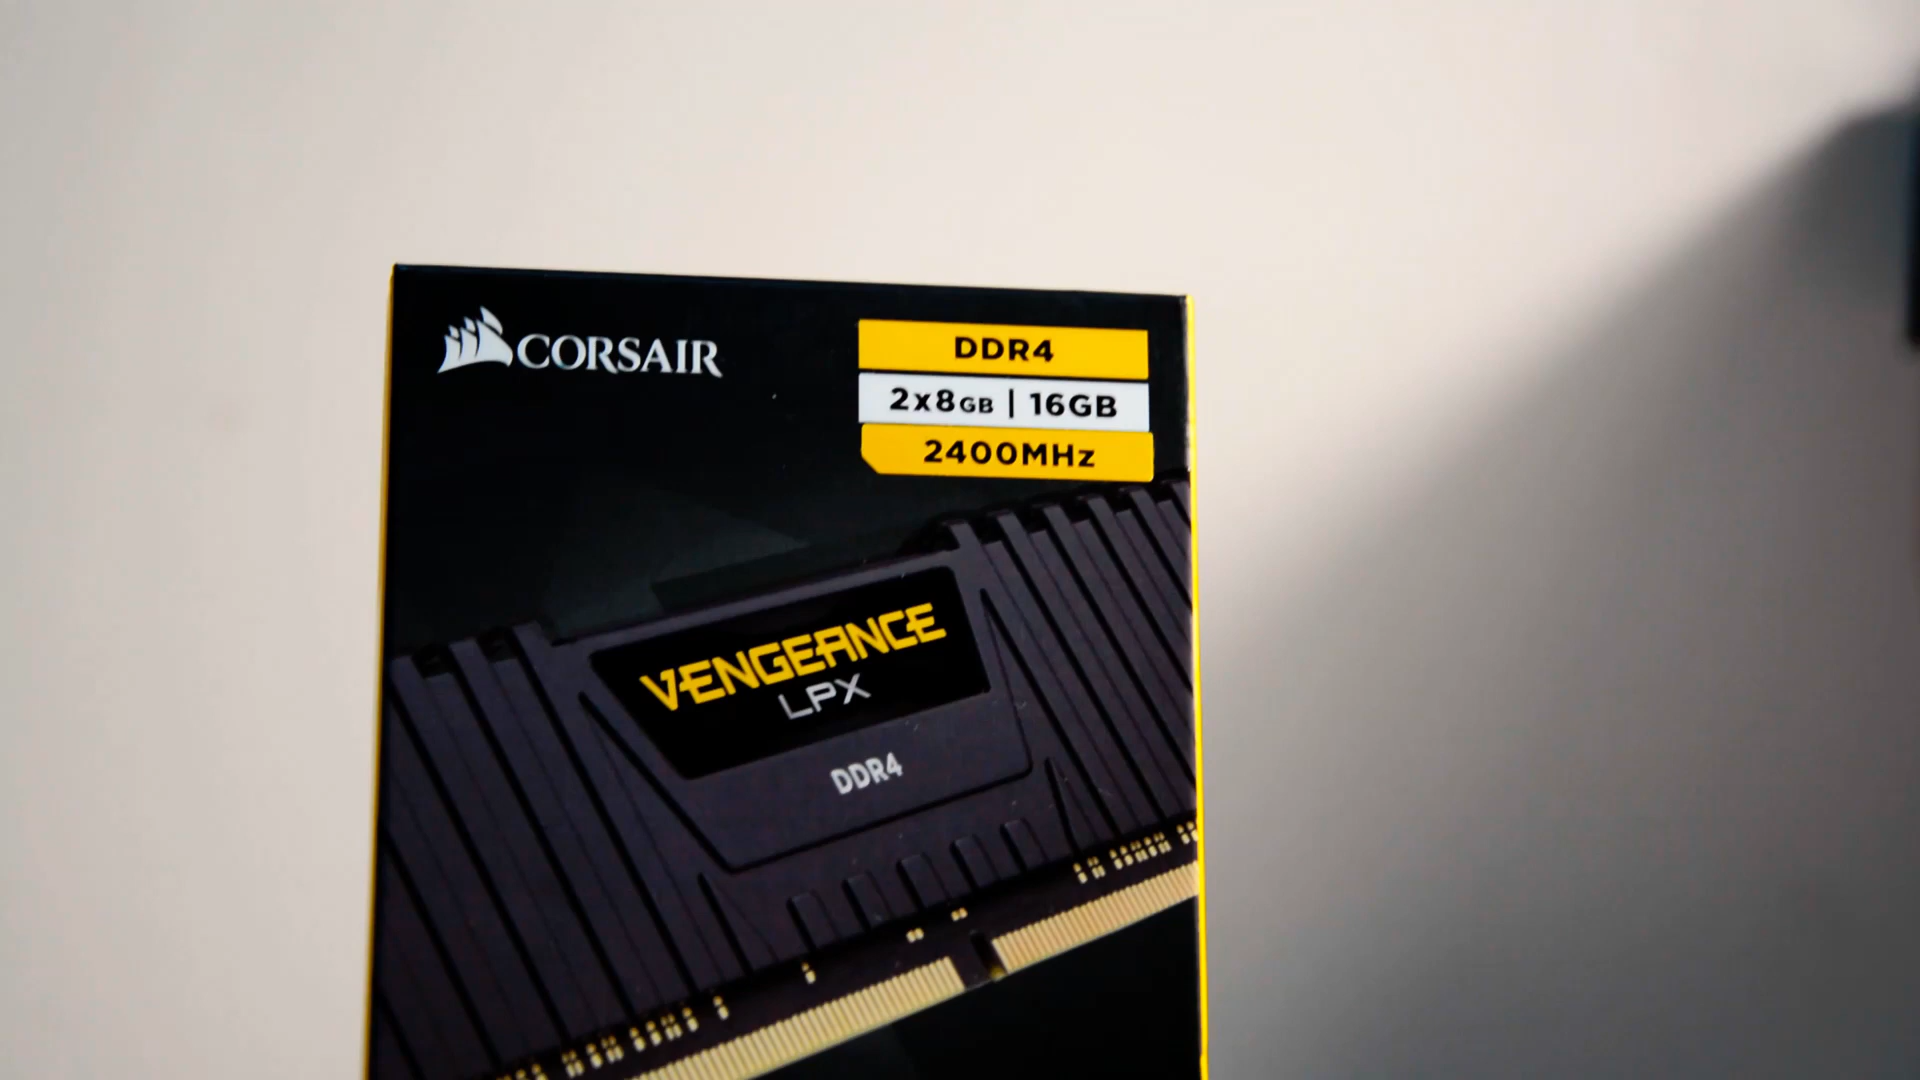 CORSAIR
DDR4
2x8GB | 16GB
2400MHz
VENGEANCE
LPX
DDR4